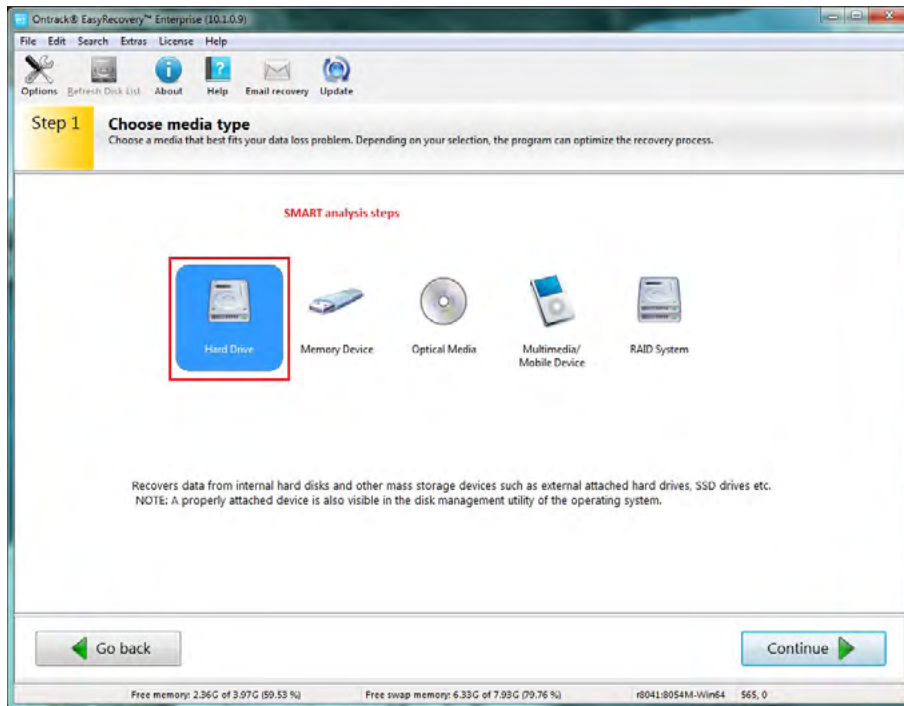 Ontrack® EasyRecovery™ Enterprise (10.1.0.9)
File Edit Search Extras License Help
Options Refresh Disk List About Help Email recovery Update
Step 1 Choose media type
Choose a media that best fits your data loss problem. Depending on your selection, the program can optimize the recovery process.
SMART analysis steps
Hard Drive Memory Device Optical Media Multimedia/ RAID System
Mobile Device
Recovers data from internal hard disks and other mass storage devices such as external attached hard drives, SSD drives etc.
NOTE: A properly attached device is also visible in the disk management utility of the operating system.
Go back Continue
Free memory: 2.36G of 3.97G (59.53 %) Free swap memory: 6.33G of 7.93G (79.76 %) r8041:8054M-Win64 565, 0